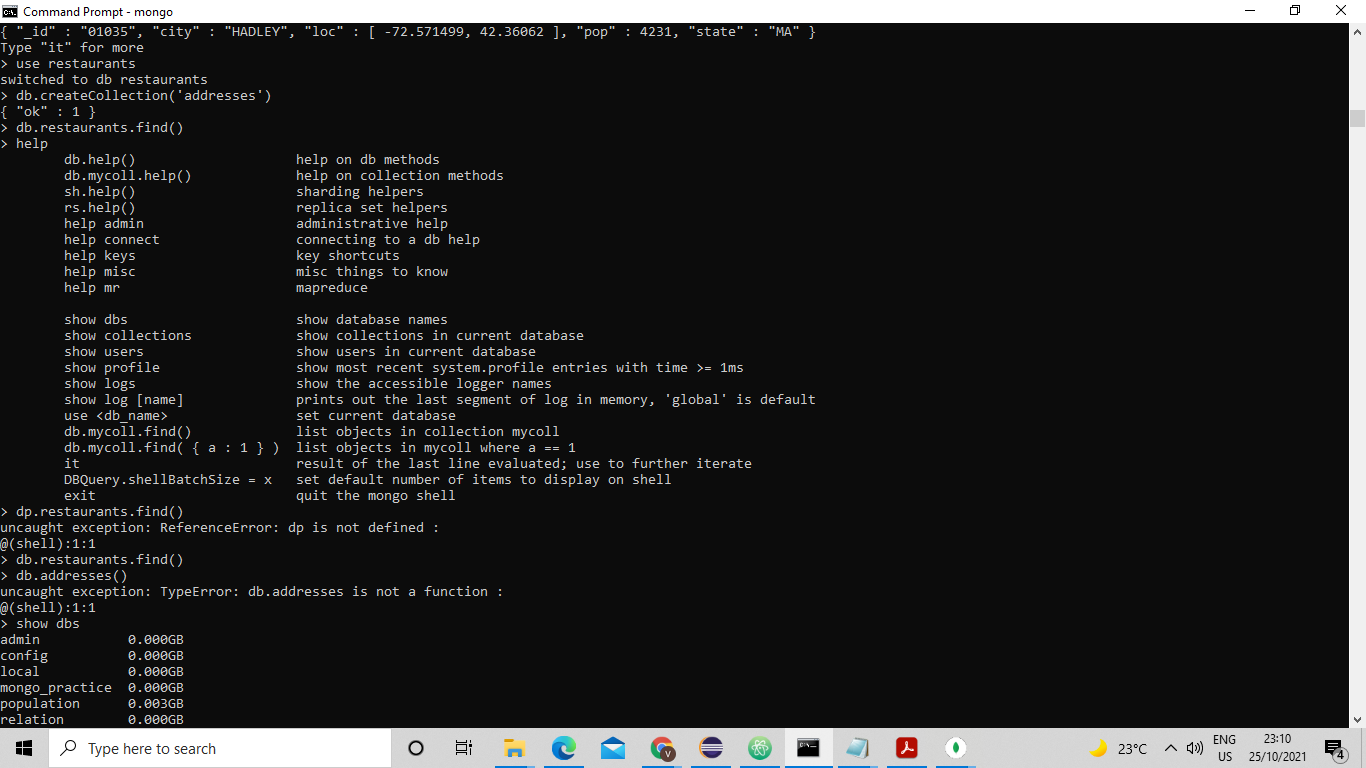 Command Prompt - mongo
{ "_id" : "01035", "city" : "HADLEY", "loc" : [ -72.571499, 42.36062 ], "pop" : 4231, "state" : "MA" }
Type "it" for more
> use restaurants
switched to db restaurants
> db.createCollection('addresses')
{ "ok" : 1 }
> db.restaurants.find()
> help
db.help() help on db methods
db.mycoll.help() help on collection methods
sh.help() sharding helpers
rs.help() replica set helpers
help admin administrative help
help connect connecting to a db help
help keys key shortcuts
help misc misc things to know
help mr mapreduce
show dbs show database names
show collections show collections in current database
show users show users in current database
show profile show most recent system.profile entries with time >= 1ms
show logs show the accessible logger names
show log [name] prints out the last segment of log in memory, 'global' is default
use <db_name> set current database
db.mycoll.find() list objects in collection mycoll
db.mycoll.find( { a : 1 } ) list objects in mycoll where a == 1
it result of the last line evaluated; use to further iterate
DBQuery.shellBatchSize = x set default number of items to display on shell
exit quit the mongo shell
> dp.restaurants.find()
uncaught exception: ReferenceError: dp is not defined :
@(shell):1:1
> db.restaurants.find()
> db.addresses()
uncaught exception: TypeError: db.addresses is not a function :
@(shell):1:1
> show dbs
admin 0.000GB
config 0.000GB
local 0.000GB
mongo_practice 0.000GB
population 0.003GB
relation 0.000GB
Type here to search
23°C
ENG
US
23:10
25/10/2021
4